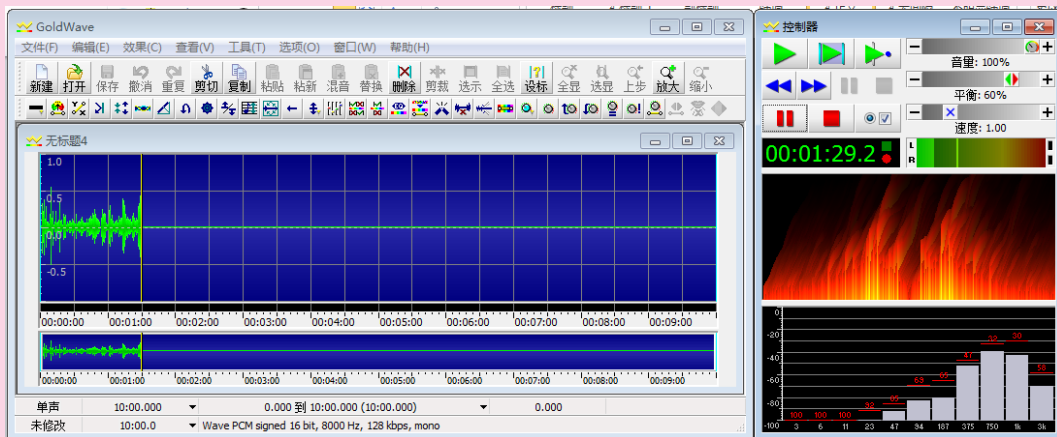 GoldWave
文件(F) 编辑(E) 效果(C) 查看(V) 工具(T) 选项(O) 窗口(W) 帮助(H)
新建 打开 保存 撤消 重复 剪切 复制 粘贴 粘新 混音 替换 删除 剪裁 选示 全选 设标 全显 选显 上步 放大 缩小
无标题4
1.0
0.5
0.0
-0.5
00:00:00 00:01:00 00:02:00 00:03:00 00:04:00 00:05:00 00:06:00 00:07:00 00:08:00 00:09:00
00:00:00 00:01:00 00:02:00 00:03:00 00:04:00 00:05:00 00:06:00 00:07:00 00:08:00 00:09:00
单声 10:00.000 0.000 到 10:00.000 (10:00.000) 0.000
未修改 10:00.0 Wave PCM signed 16 bit, 8000 Hz, 128 kbps, mono
控制器
音量: 100%
平衡: 60%
速度: 1.00
00:01:29.2
L
R
0
-20
-40
-60
-80
-100
100 100 100 92 63 47 30 58
3 6 11 23 47 94 187 375 750 1k 3k